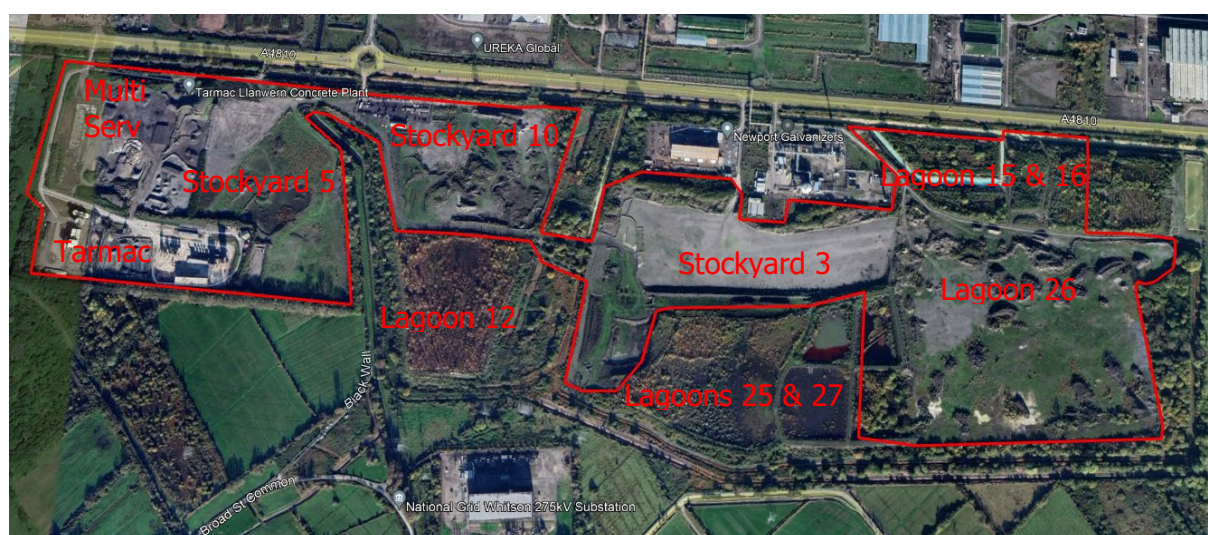 A4810
UREKA Global
Multi
Serv
Tarmac Llanwern Concrete Plant
Stockyard 10
Newport Galvanizers
A4810
Stockyard 5
Lagoon 15 & 16
Tarmac
Stockyard 3
Lagoon 26
Lagoon 12
Lagoons 25 & 27
Black Wall
Broad St Common
National Grid Whitson 275kV Substation